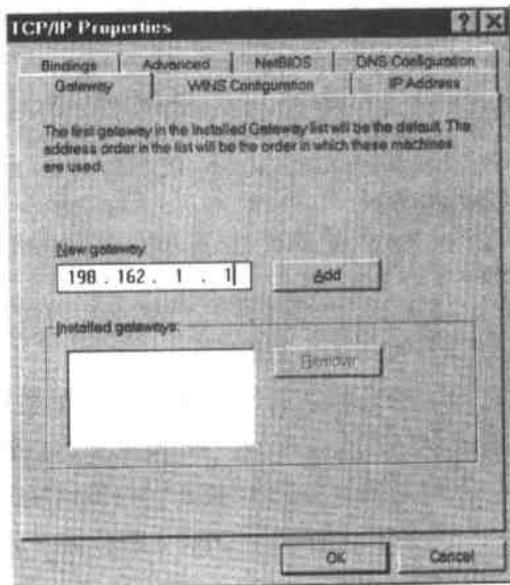 TCP/IP Properties
? X
Bindings Advanced NetBIOS DNS Configuration
Gateway WINS Configuration IP Address
The first gateway in the Installed Gateway list will be the default. The
address order in the list will be the order in which these machines
are used.
New gateway
198 . 162 . 1 . 1
Add
Installed gateways:
Remove
OK Cancel